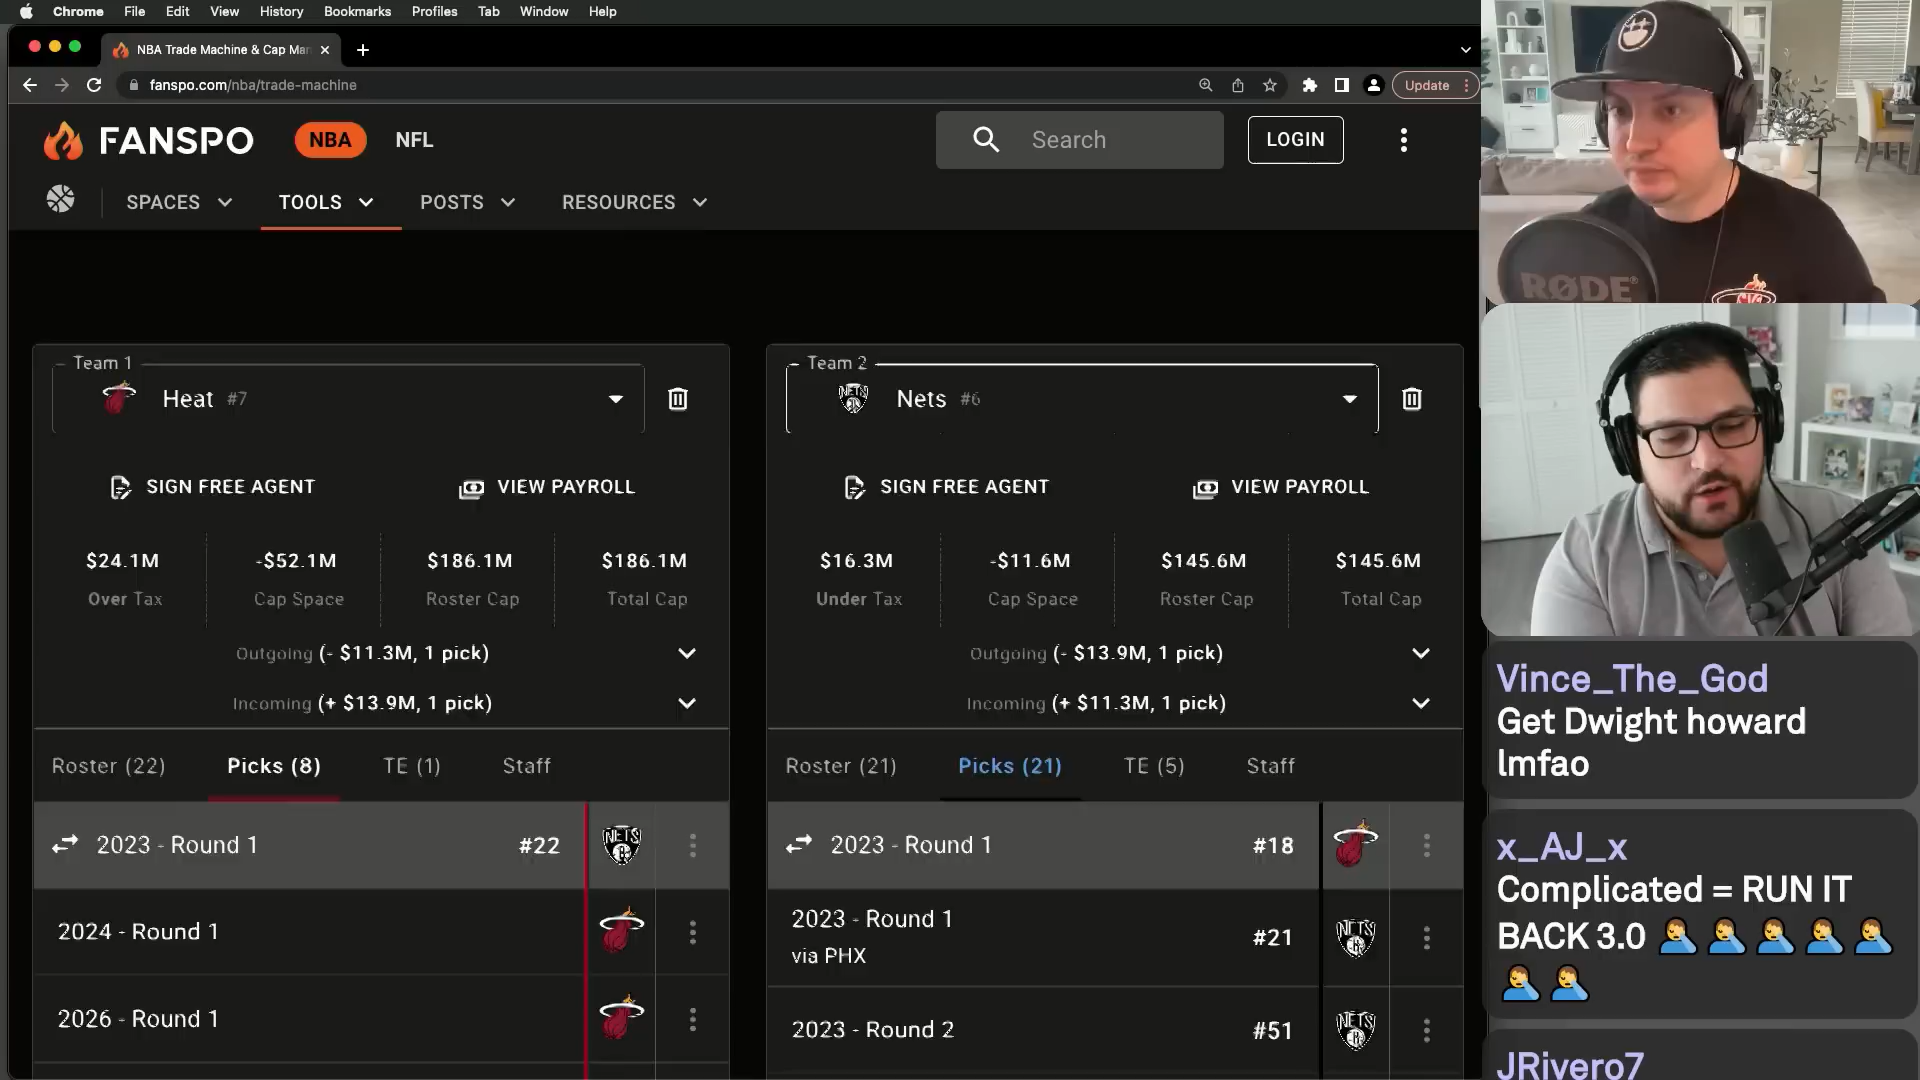 Chrome File Edit View History Bookmarks Profiles Tab Window Help
NBA Trade Machine & Cap Man
fanspo.com/nba/trade-machine
Update
FANSPO NBA NFL
Search
LOGIN
SPACES TOOLS POSTS RESOURCES
Team 1
Heat #7
SIGN FREE AGENT VIEW PAYROLL
$24.1M -$52.1M $186.1M $186.1M
Over Tax Cap Space Roster Cap Total Cap
Outgoing (- $11.3M, 1 pick)
Incoming (+ $13.9M, 1 pick)
Roster (22) Picks (8) TE (1) Staff
2023 - Round 1 #22
NETS
B
2024 - Round 1
2026 - Round 1
Team 2
NETS
Nets #6
SIGN FREE AGENT VIEW PAYROLL
$16.3M -$11.6M $145.6M $145.6M
Under Tax Cap Space Roster Cap Total Cap
Outgoing (- $13.9M, 1 pick)
Incoming (+ $11.3M, 1 pick)
Roster (21) Picks (21) TE (5) Staff
2023 - Round 1 #18
2023 - Round 1
via PHX
#21
NETS
B
2023 - Round 2 #51
NETS
B
RØDE
Vince_The_God
Get Dwight howard
lmfao
x_AJ_x
Complicated = RUN IT
BACK 3.0 🤦‍♂️🤦‍♂️🤦‍♂️🤦‍♂️🤦‍♂️
🤦‍♂️🤦‍♂️
JRivero7